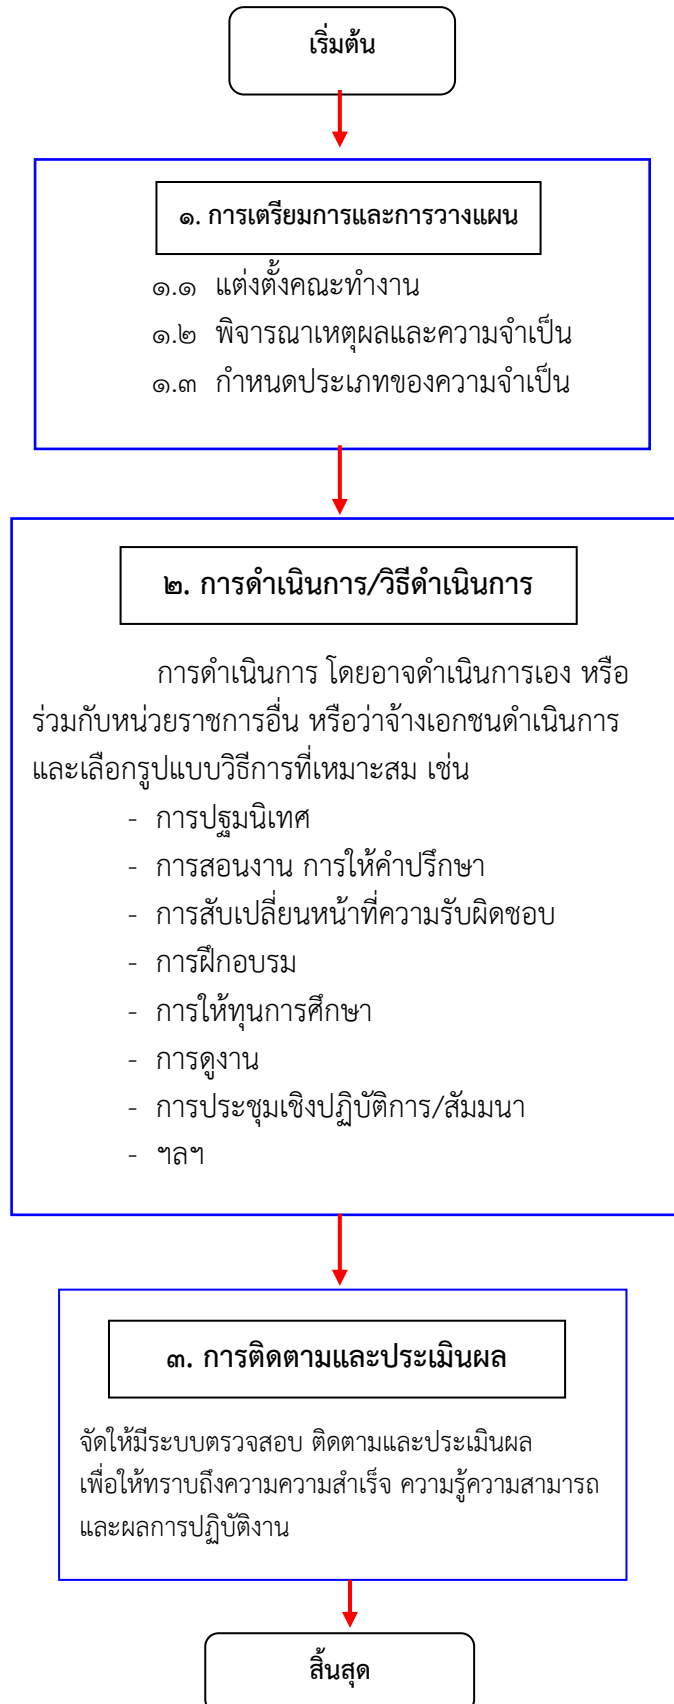 เริ่มต้น
๑. การเตรียมการและการวางแผน
๑.๑ แต่งตั้งคณะทำงาน
๑.๒ พิจารณาเหตุผลและความจำเป็น
๑.๓ กำหนดประเภทของความจำเป็น
๒. การดำเนินการ/วิธีดำเนินการ
การดำเนินการ โดยอาจดำเนินการเอง หรือ
ร่วมกับหน่วยราชการอื่น หรือว่าจ้างเอกชนดำเนินการ
และเลือกรูปแบบวิธีการที่เหมาะสม เช่น
- การปฐมนิเทศ
- การสอนงาน การให้คำปรึกษา
- การสับเปลี่ยนหน้าที่ความรับผิดชอบ
- การฝึกอบรม
- การให้ทุนการศึกษา
- การดูงาน
- การประชุมเชิงปฏิบัติการ/สัมมนา
- ฯลฯ
๓. การติดตามและประเมินผล
จัดให้มีระบบตรวจสอบ ติดตามและประเมินผล
เพื่อให้ทราบถึงความความสำเร็จ ความรู้ความสามารถ
และผลการปฏิบัติงาน
สิ้นสุด